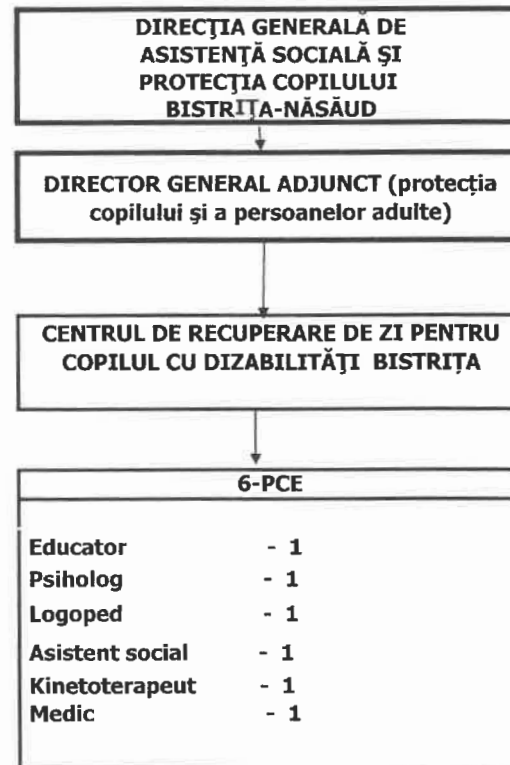 DIRECŢIA GENERALĂ DE
ASISTENŢĂ SOCIALĂ ŞI
PROTECŢIA COPILULUI
BISTRIŢA-NĂSĂUD
DIRECTOR GENERAL ADJUNCT (protecția
copilului şi a persoanelor adulte)
CENTRUL DE RECUPERARE DE ZI PENTRU
COPILUL CU DIZABILITĂŢI BISTRIȚA
6-PCE
Educator - 1
Psiholog - 1
Logoped - 1
Asistent social - 1
Kinetoterapeut - 1
Medic - 1